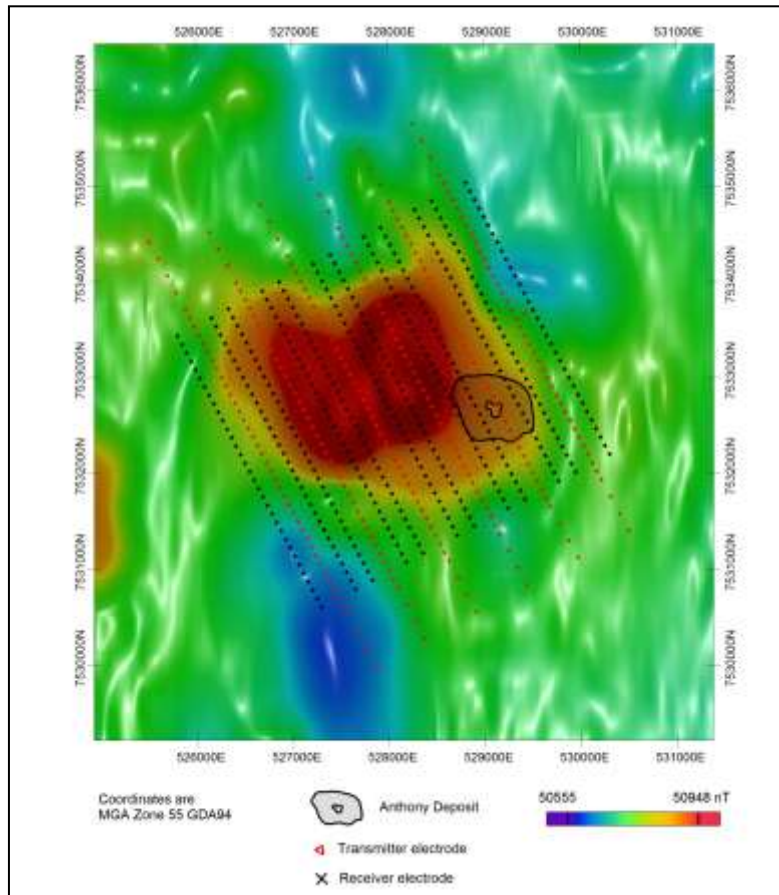 526000E 527000E 528000E 529000E 530000E 531000E
7536000N 7536000N
7535000N 7535000N
7534000N 7534000N
7533000N 7533000N
7532000N 7532000N
7531000N 7531000N
7530000N 7530000N
526000E 527000E 528000E 529000E 530000E 531000E
Coordinates are
MGA Zone 55 GDA94
Anthony Deposit
Transmitter electrode
Receiver electrode
50555 50948 nT